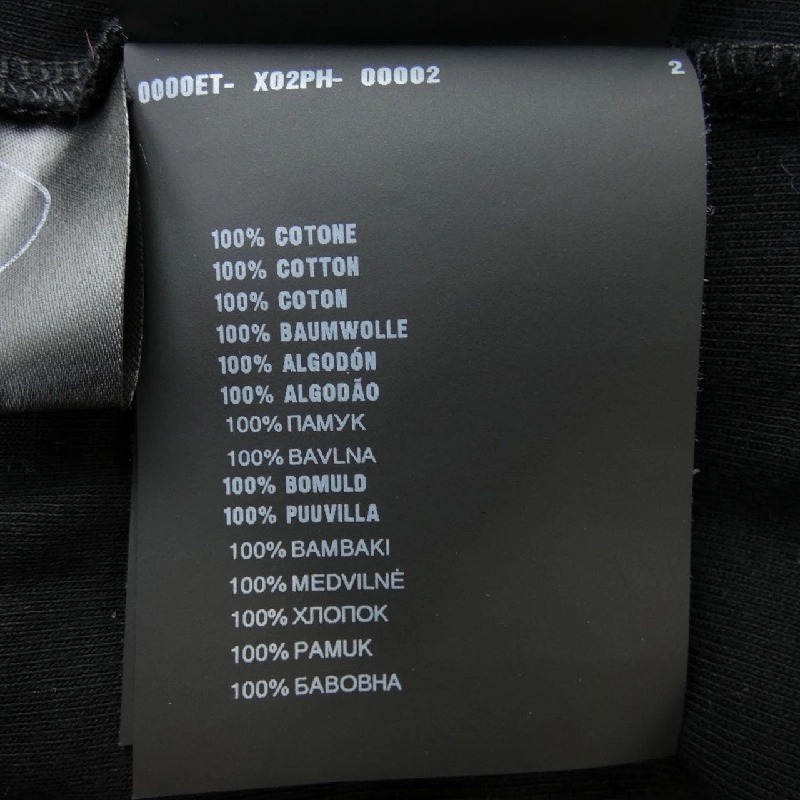 0000ET- X02PH- 00002 2
100% COTONE
100% COTTON
100% COTON
100% BAUMWOLLE
100% ALGODÓN
100% ALGODÃO
100% ПАМУК
100% BAVLNA
100% BOMULD
100% PUUVILLA
100% BAMBAKI
100% MEDVILNĖ
100% ХЛОПОК
100% PAMUK
100% БАВОВНА